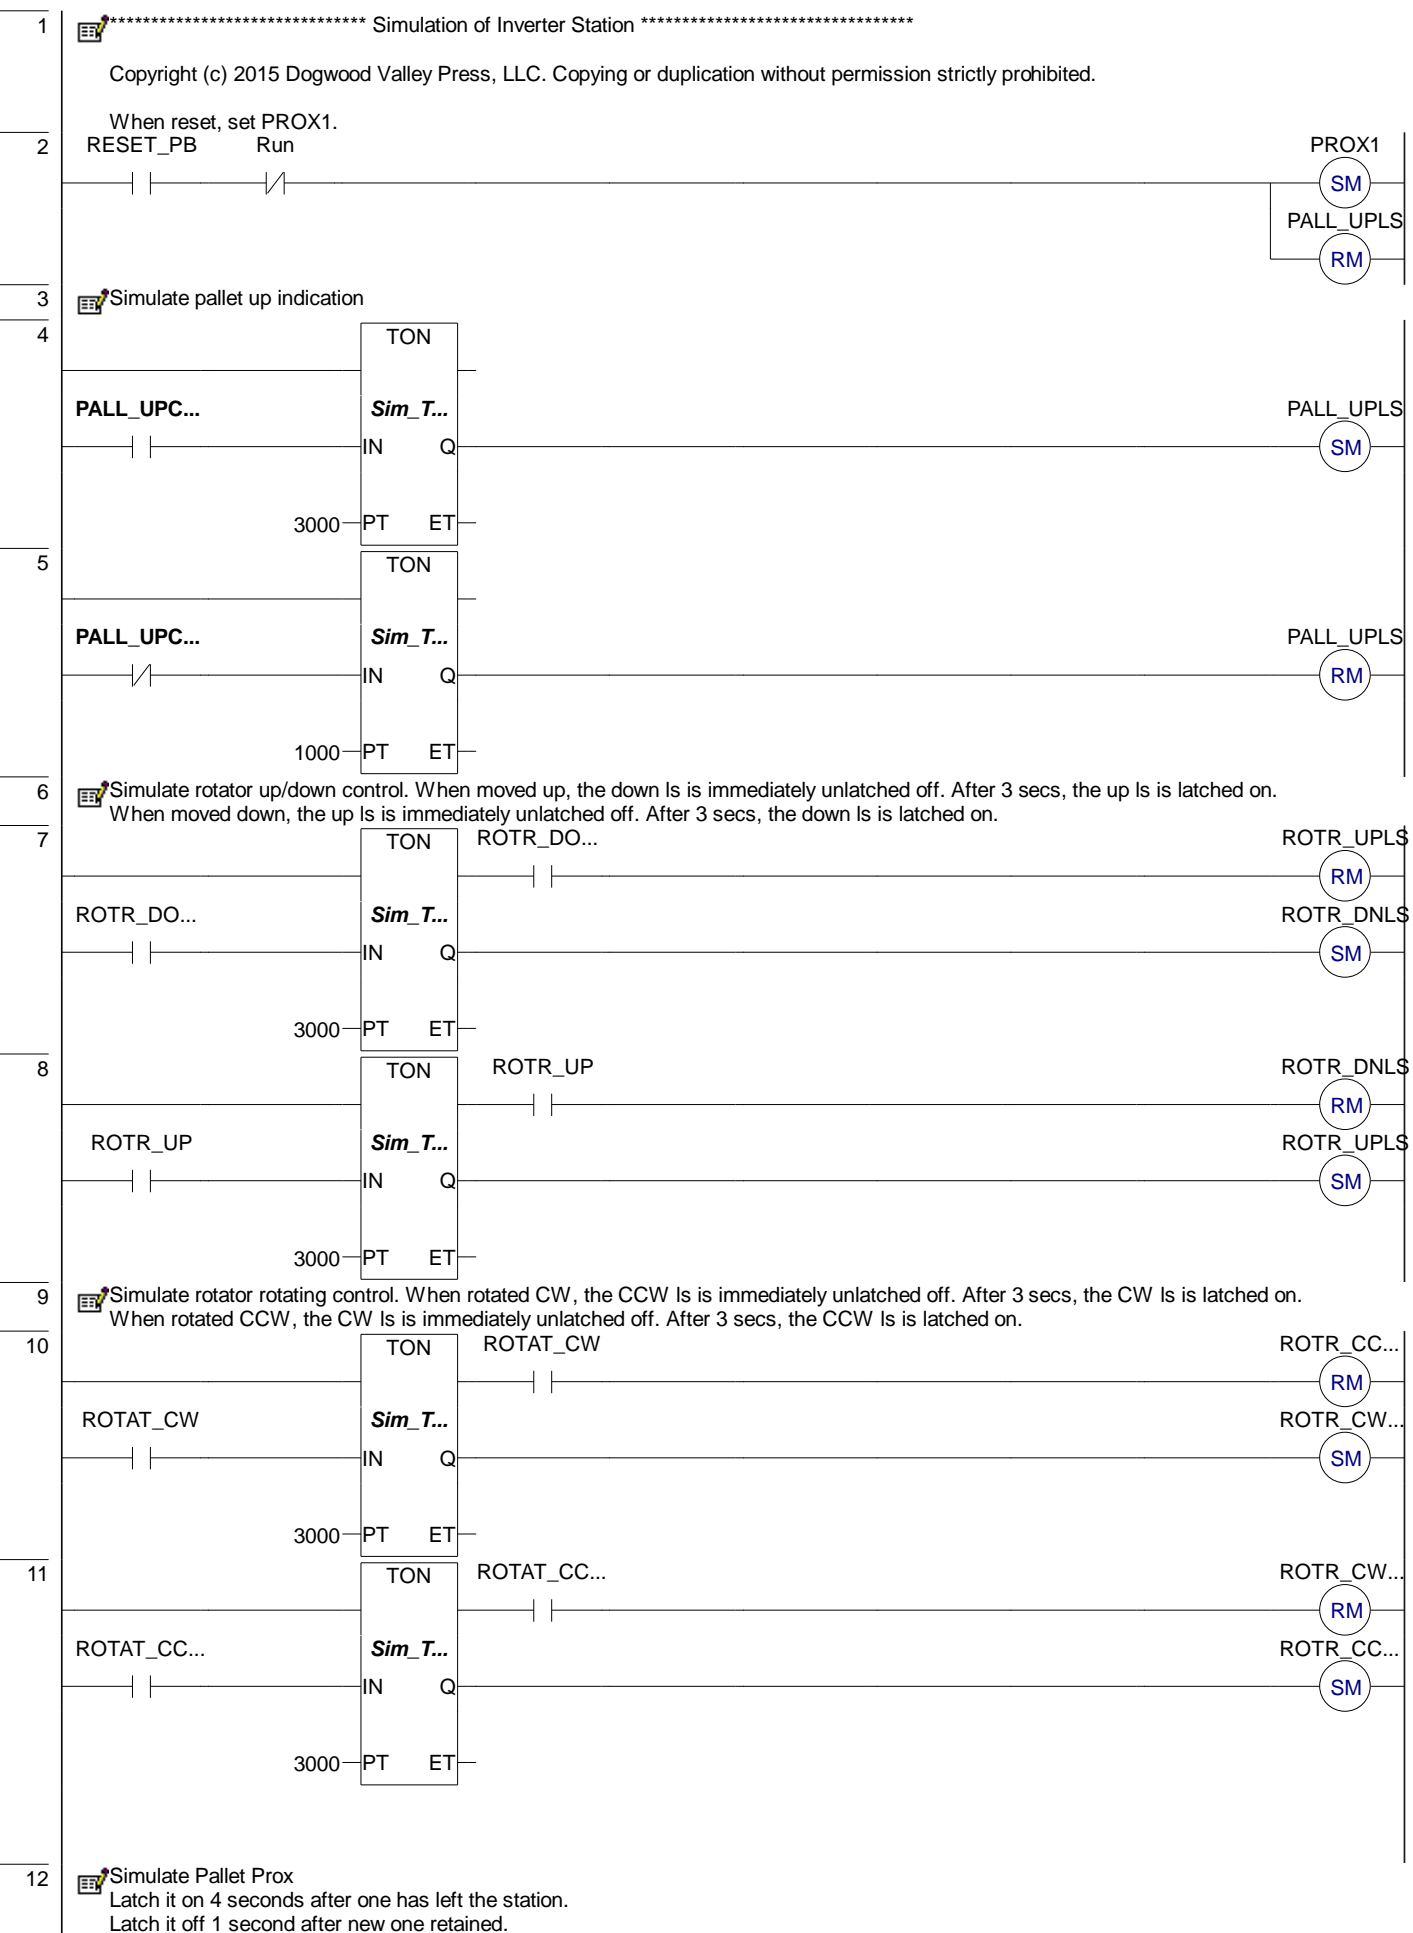 1
****************************** Simulation of Inverter Station ********************************
Copyright (c) 2015 Dogwood Valley Press, LLC. Copying or duplication without permission strictly prohibited.
When reset, set PROX1.
2
RESET_PB Run PROX1
SM
PALL_UPLS
RM
3
Simulate pallet up indication
4
TON
PALL_UPC... Sim_T... PALL_UPLS
IN Q SM
3000 PT ET
5
TON
PALL_UPC... Sim_T... PALL_UPLS
IN Q RM
1000 PT ET
6
Simulate rotator up/down control. When moved up, the down ls is immediately unlatched off. After 3 secs, the up ls is latched on.
When moved down, the up ls is immediately unlatched off. After 3 secs, the down ls is latched on.
7
TON ROTR_DO... ROTR_UPLS
RM
ROTR_DO... Sim_T... ROTR_DNLS
IN Q SM
3000 PT ET
8
TON ROTR_UP ROTR_DNLS
RM
ROTR_UP Sim_T... ROTR_UPLS
IN Q SM
3000 PT ET
9
Simulate rotator rotating control. When rotated CW, the CCW ls is immediately unlatched off. After 3 secs, the CW ls is latched on.
When rotated CCW, the CW ls is immediately unlatched off. After 3 secs, the CCW ls is latched on.
10
TON ROTAT_CW ROTR_CC...
RM
ROTAT_CW Sim_T... ROTR_CW...
IN Q SM
3000 PT ET
11
TON ROTAT_CC... ROTR_CW...
RM
ROTAT_CC... Sim_T... ROTR_CC...
IN Q SM
3000 PT ET
12
Simulate Pallet Prox
Latch it on 4 seconds after one has left the station.
Latch it off 1 second after new one retained.